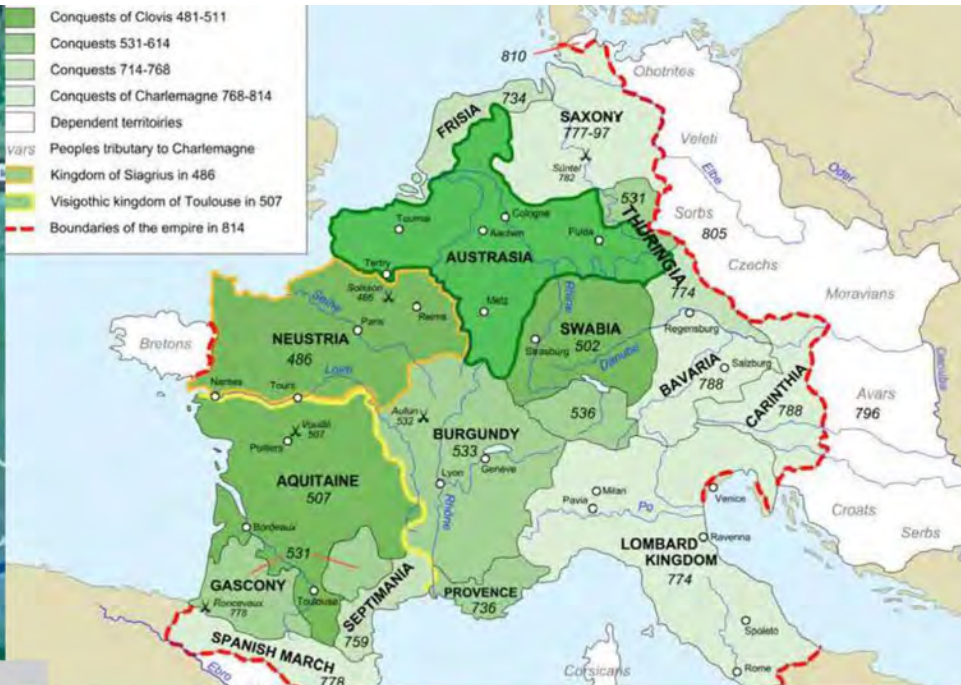 Conquests of Clovis 481-511
Conquests 531-614
Conquests 714-768
Conquests of Charlemagne 768-814
Dependent territoiries
vars Peoples tributary to Charlemagne
Kingdom of Siagrius in 486
Visigothic kingdom of Toulouse in 507
Boundaries of the empire in 814
810
Obotrites
734
FRISIA
SAXONY
777-97
Veleti
Elbe
Oder
Süntel
782
531
Sorbs
805
THURINGIA
Tournai
Cologne
Aachen
Fulda
AUSTRASIA
Czechs
Tertry
774
Moravians
Soisson
486
Seine
Reims
Metz
Rhine
Paris
Regensburg
NEUSTRIA
486
SWABIA
502
Strasburg
Danube
Bretons
Salzburg
BAVARIA
788
Loire
Danube
Nantes
Tours
CARINTHIA
788
Avars
796
Autun
532
536
Vouillé
507
BURGUNDY
533
Poitiers
Genève
Lyon
AQUITAINE
507
Rhône
Milan
Pavia
Po
Venice
Croats
Serbs
Bordeaux
LOMBARD
KINGDOM
774
Ravenna
531
GASCONY
Toulouse
SEPTIMANIA
759
PROVENCE
736
Roncevaux
778
Spoleto
SPANISH MARCH
778
Ebro
Corsicans
Rome